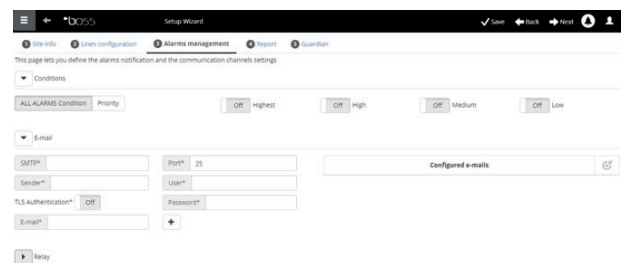 boss Setup Wizard Save Back Next
1 Site info 2 Lines configuration 3 Alarms management 4 Report 5 Guardian
This page lets you define the alarms notification and the communication channels settings
Conditions
ALL ALARMS Condition Priority Off Highest Off High Off Medium Off Low
E-mail
SMTP* Port* 25 Configured e-mails
Sender* User*
TLS Authentication* Off Password*
E-mail* +
Relay